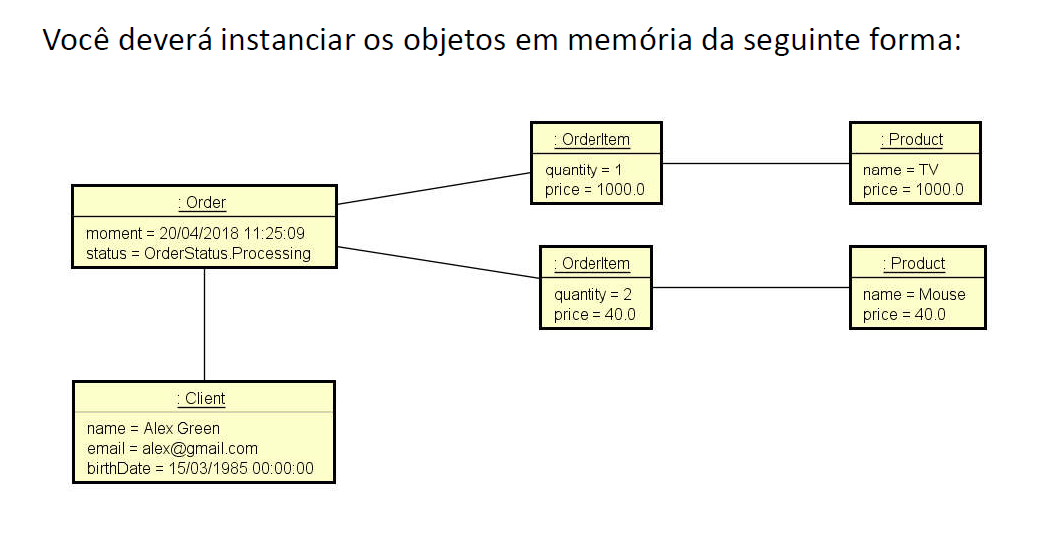 Você deverá instanciar os objetos em memória da seguinte forma:
: Order
moment = 20/04/2018 11:25:09
status = OrderStatus.Processing
: OrderItem
quantity = 1
price = 1000.0
: Product
name = TV
price = 1000.0
: OrderItem
quantity = 2
price = 40.0
: Product
name = Mouse
price = 40.0
: Client
name = Alex Green
email = alex@gmail.com
birthDate = 15/03/1985 00:00:00